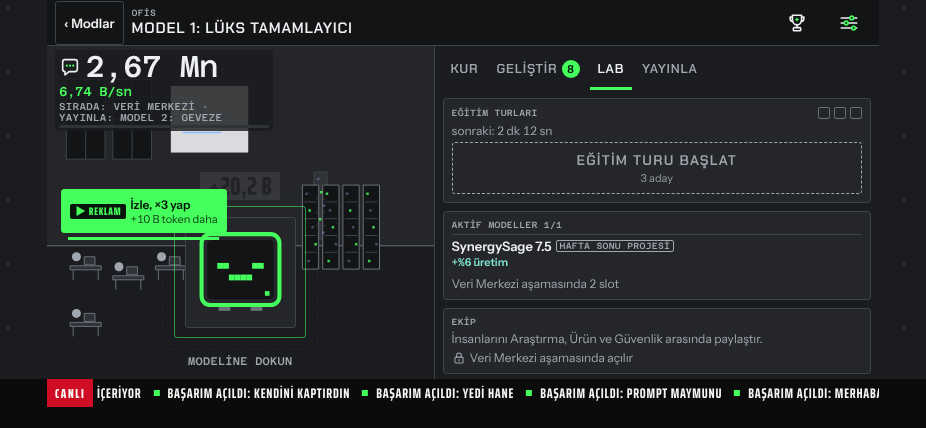 ‹ Modlar
OFİS
MODEL 1: LÜKS TAMAMLAYICI
2,67 Mn
6,74 B/sn
SIRADA: VERİ MERKEZİ ·
YAYINLA: MODEL 2: GEVEZE
+20,2 B
REKLAM
İzle, ×3 yap
+10 B token daha
MODELİNE DOKUN
KUR
GELİŞTİR 8
LAB
YAYINLA
EĞİTİM TURLARI
sonraki: 2 dk 12 sn
EĞİTİM TURU BAŞLAT
3 aday
AKTİF MODELLER 1/1
SynergySage 7.5 HAFTA SONU PROJESİ
+%6 üretim
Veri Merkezi aşamasında 2 slot
EKİP
İnsanlarını Araştırma, Ürün ve Güvenlik arasında paylaştır.
Veri Merkezi aşamasında açılır
CANLI İÇERİYOR ▪ BAŞARIM AÇILDI: KENDİNİ KAPTIRDIN ▪ BAŞARIM AÇILDI: YEDİ HANE ▪ BAŞARIM AÇILDI: PROMPT MAYMUNU ▪ BAŞARIM AÇILDI: MERHABA